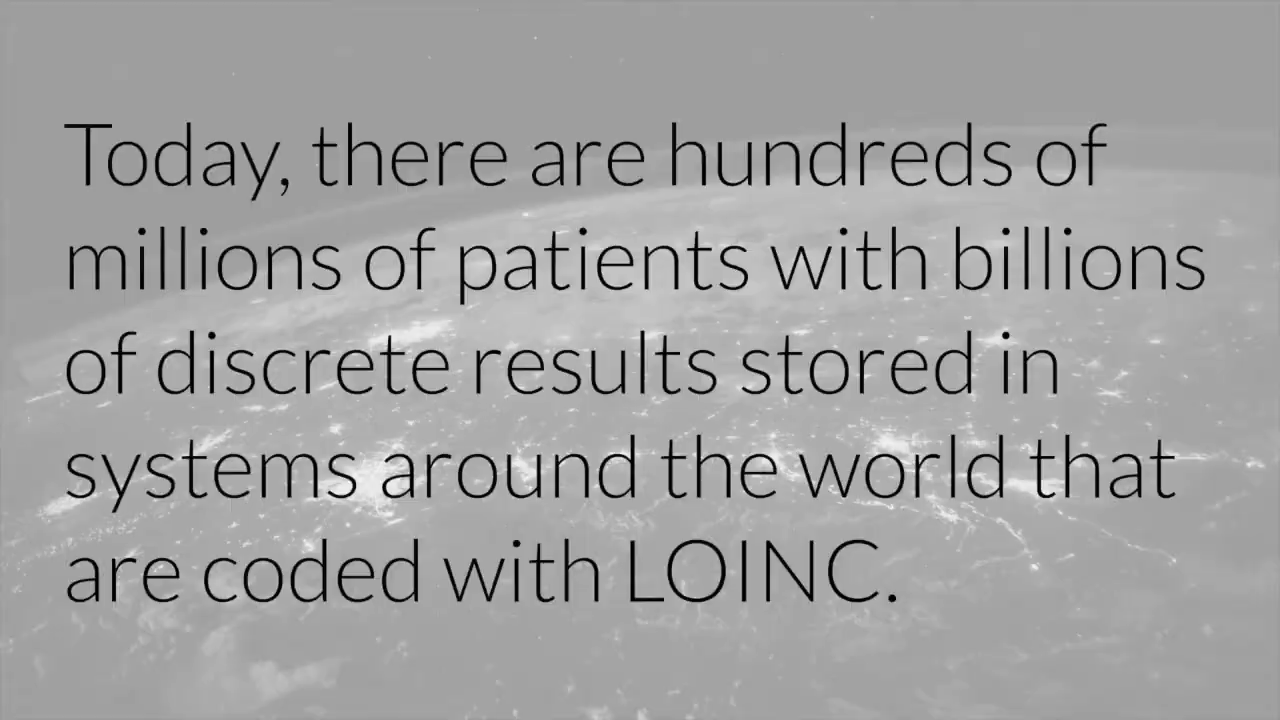 Today, there are hundreds of
millions of patients with billions
of discrete results stored in
systems around the world that
are coded with LOINC.